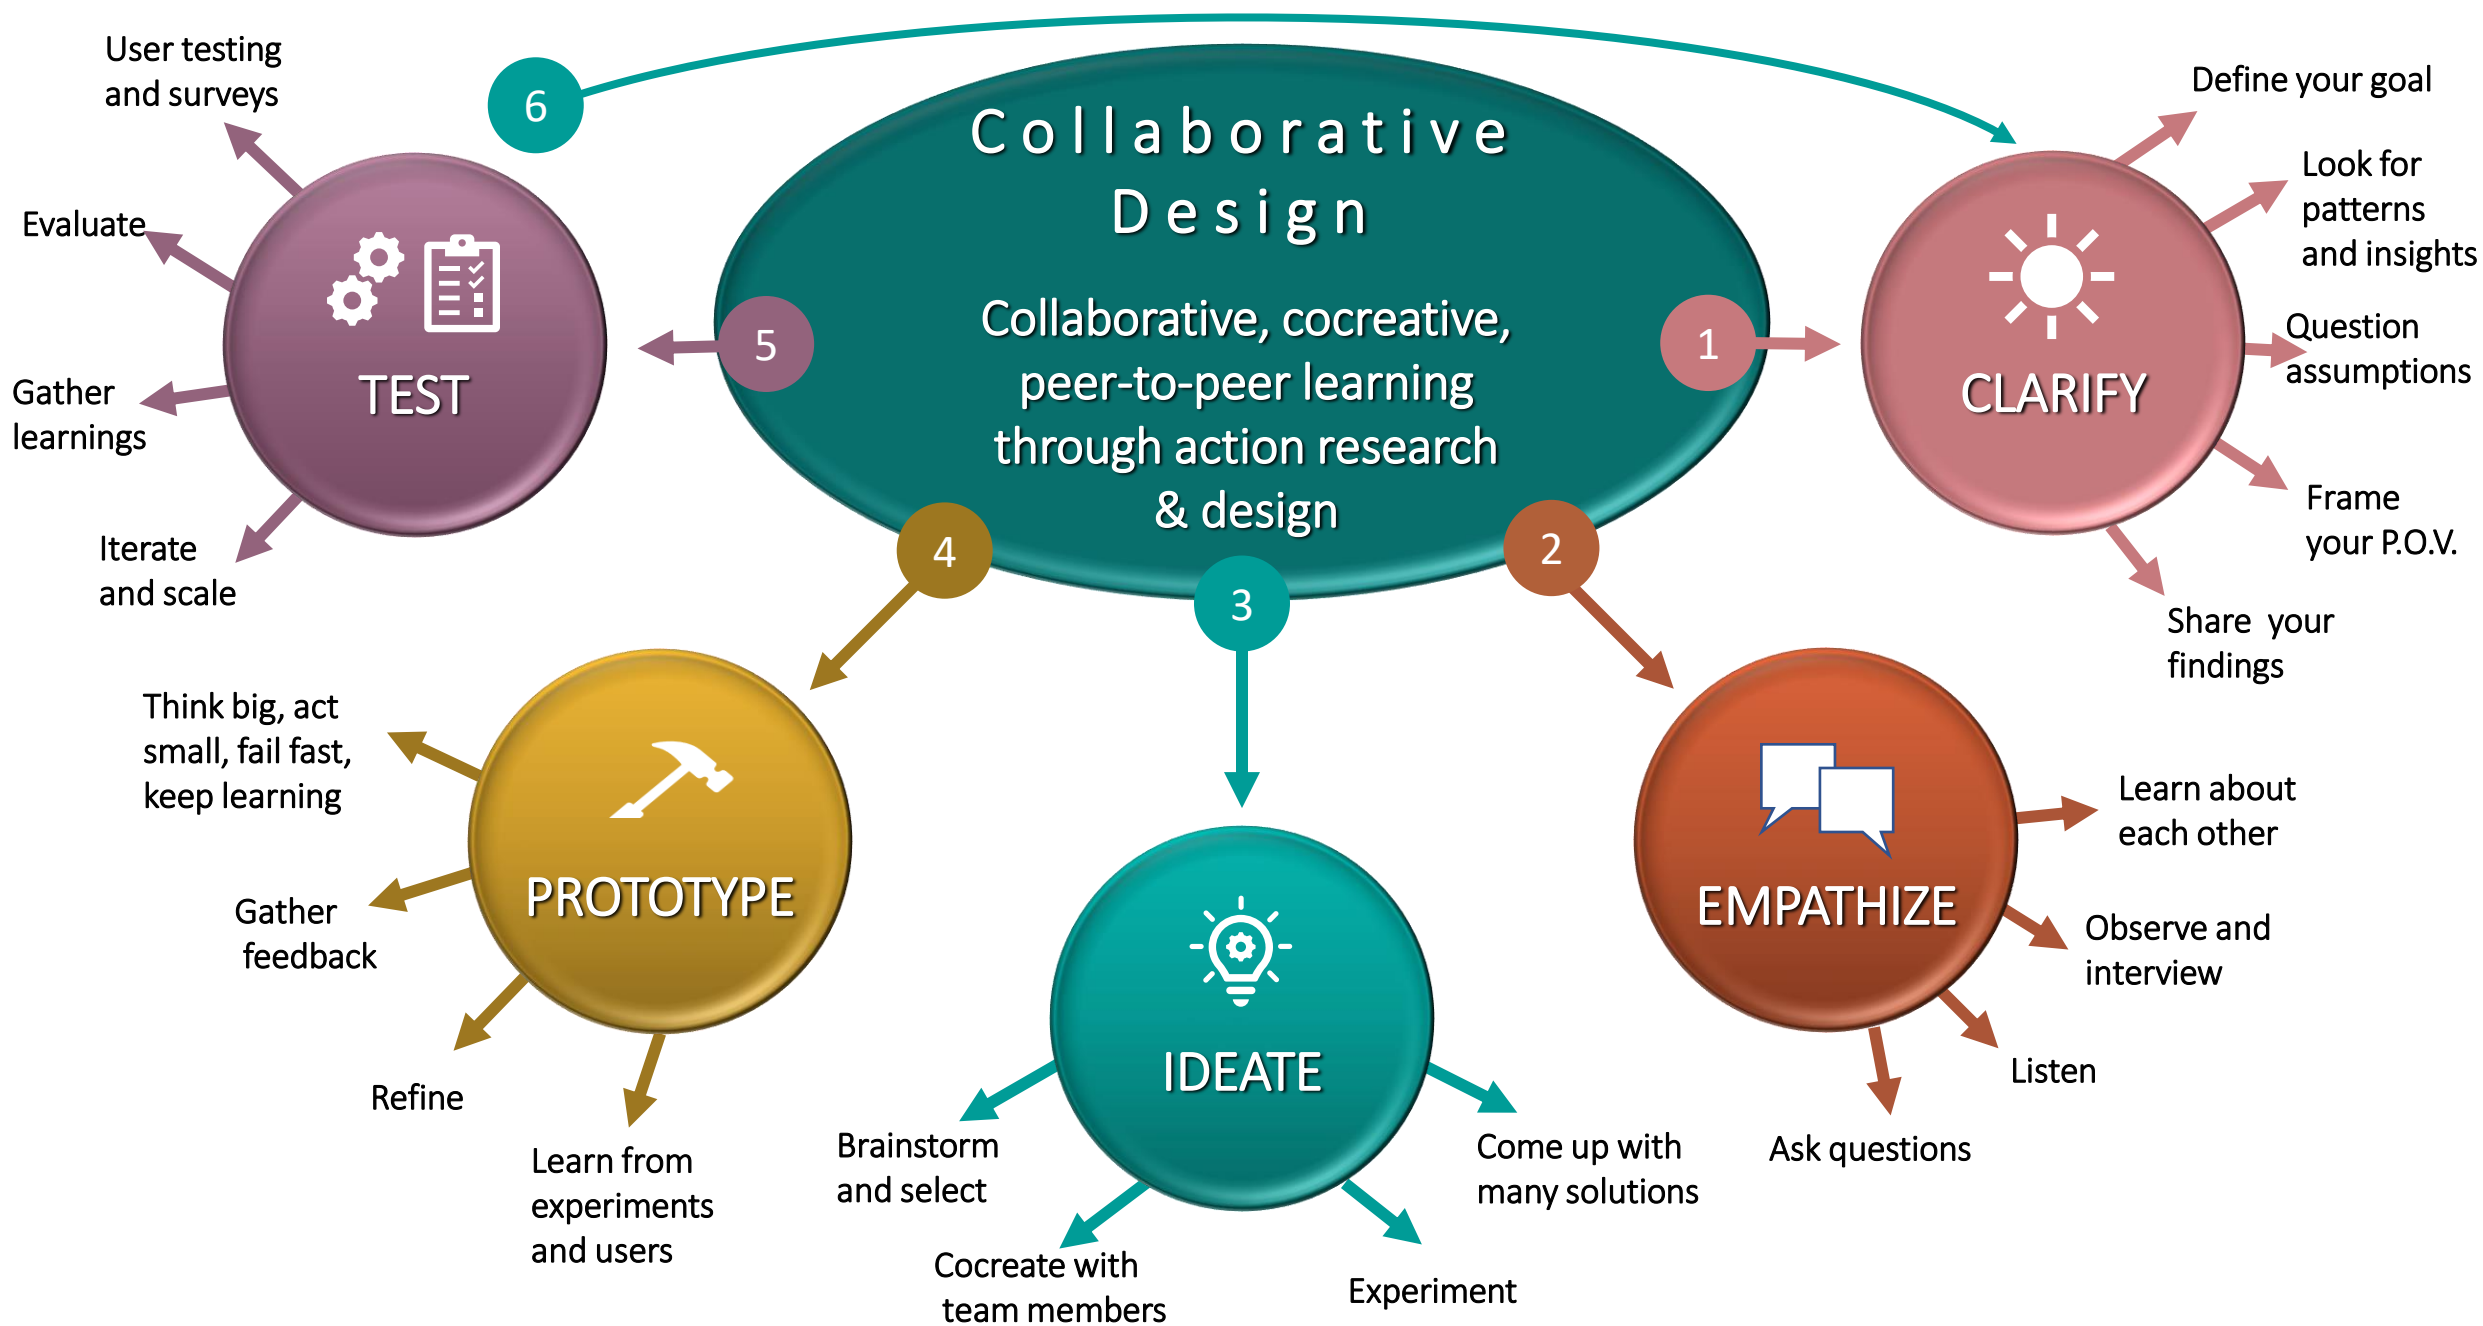 Collaborative
Design
Collaborative, cocreative,
peer-to-peer learning
through action research
& design
1
CLARIFY
Define your goal
Look for
patterns
and insights
Question
assumptions
Frame
your P.O.V.
Share your
findings
2
EMPATHIZE
Learn about
each other
Observe and
interview
Listen
Ask questions
3
IDEATE
Come up with
many solutions
Experiment
Cocreate with
team members
Brainstorm
and select
4
PROTOTYPE
Think big, act
small, fail fast,
keep learning
Gather
feedback
Refine
Learn from
experiments
and users
5
TEST
User testing
and surveys
Evaluate
Gather
learnings
Iterate
and scale
6